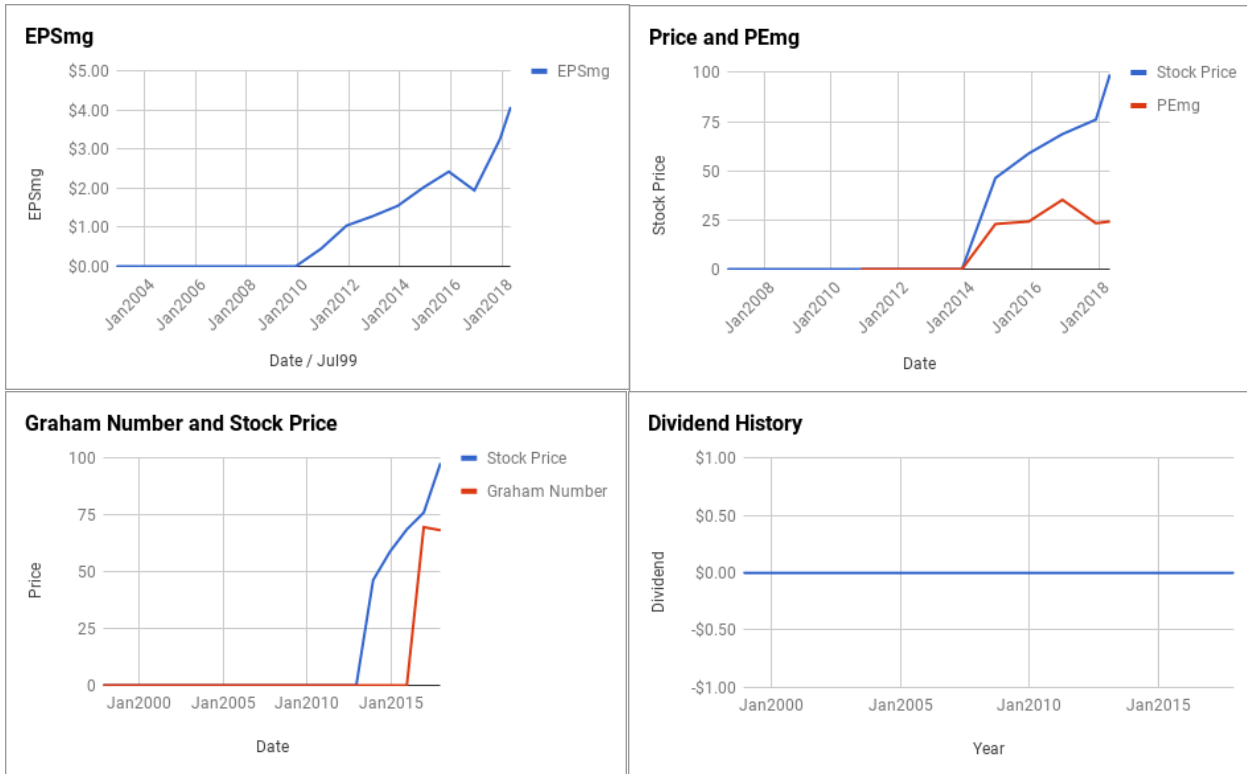 EPSmg
$5.00
$4.00
$3.00
$2.00
$1.00
$0.00
EPSmg
Jan2004
Jan2006
Jan2008
Jan2010
Jan2012
Jan2014
Jan2016
Jan2018
Date / Jul99
EPSmg
Price and PEmg
100
75
50
25
0
Stock Price
Jan2008
Jan2010
Jan2012
Jan2014
Jan2016
Jan2018
Date
Stock Price
PEmg
Graham Number and Stock Price
100
75
50
25
0
Price
Jan2000
Jan2005
Jan2010
Jan2015
Date
Stock Price
Graham Number
Dividend History
$1.00
$0.50
$0.00
-$0.50
-$1.00
Dividend
Jan2000
Jan2005
Jan2010
Jan2015
Year